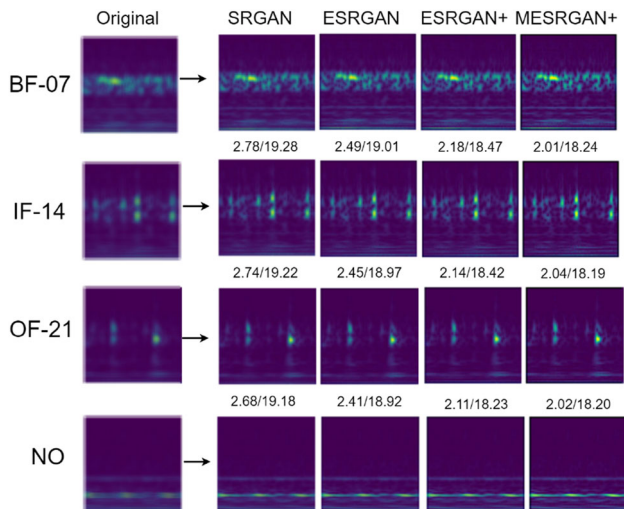 Original SRGAN ESRGAN ESRGAN+ MESRGAN+
BF-07
2.78/19.28 2.49/19.01 2.18/18.47 2.01/18.24
IF-14
2.74/19.22 2.45/18.97 2.14/18.42 2.04/18.19
OF-21
2.68/19.18 2.41/18.92 2.11/18.23 2.02/18.20
NO